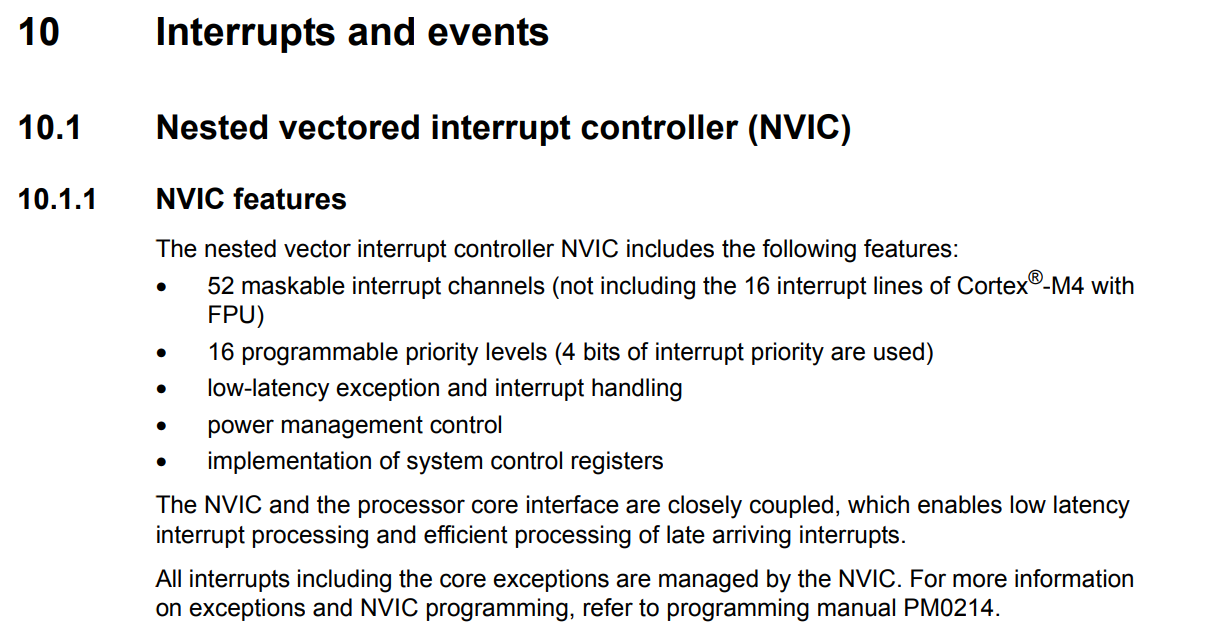 10 Interrupts and events
10.1 Nested vectored interrupt controller (NVIC)
10.1.1 NVIC features
The nested vector interrupt controller NVIC includes the following features:
• 52 maskable interrupt channels (not including the 16 interrupt lines of Cortex®-M4 with
FPU)
• 16 programmable priority levels (4 bits of interrupt priority are used)
• low-latency exception and interrupt handling
• power management control
• implementation of system control registers
The NVIC and the processor core interface are closely coupled, which enables low latency
interrupt processing and efficient processing of late arriving interrupts.
All interrupts including the core exceptions are managed by the NVIC. For more information
on exceptions and NVIC programming, refer to programming manual PM0214.